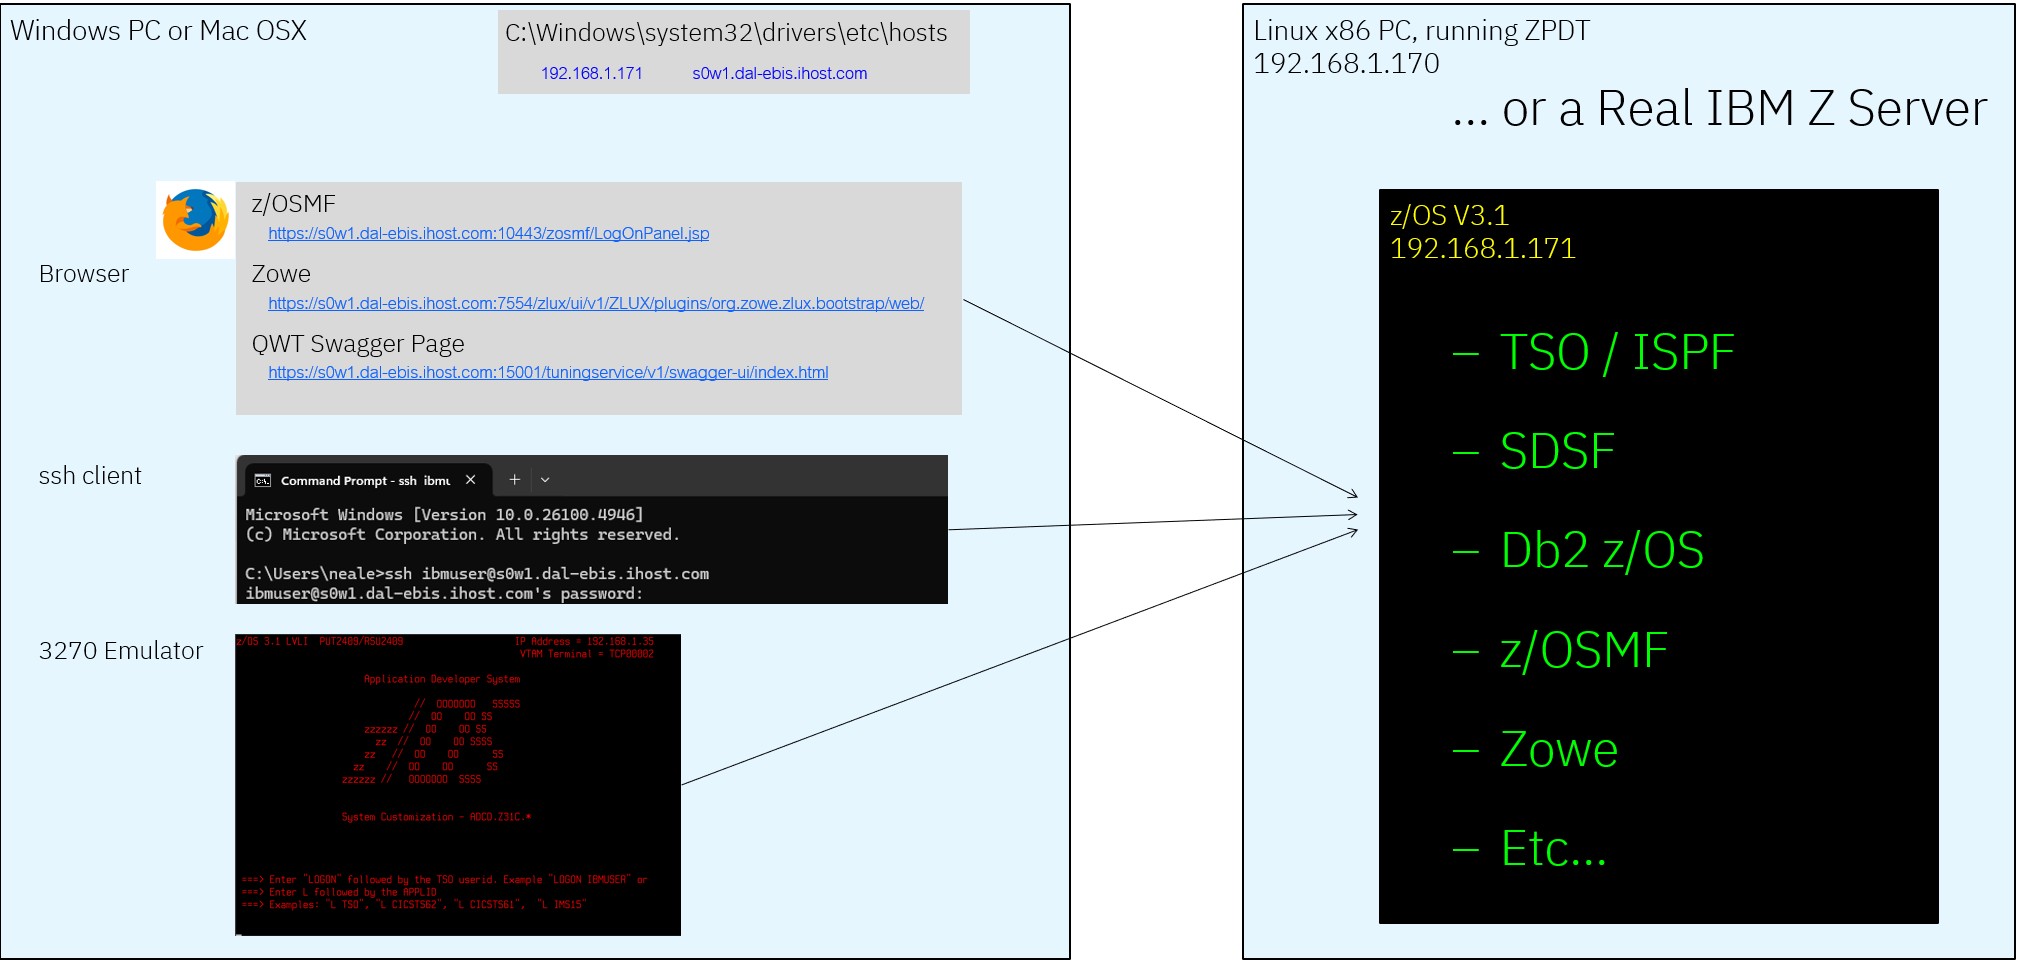 Windows PC or Mac OSX
C:\Windows\system32\drivers\etc\hosts
192.168.1.171 s0w1.dal-ebis.ihost.com
z/OSMF
https://s0w1.dal-ebis.ihost.com:10443/zosmf/LogOnPanel.jsp
Browser
Zowe
https://s0w1.dal-ebis.ihost.com:7554/zlux/ui/v1/ZLUX/plugins/org.zowe.zlux.bootstrap/web/
QWT Swagger Page
https://s0w1.dal-ebis.ihost.com:15001/tuningservice/v1/swagger-ui/index.html
ssh client
Command Prompt - ssh ibmu
Microsoft Windows [Version 10.0.26100.4946]
(c) Microsoft Corporation. All rights reserved.
C:\Users\neale>ssh ibmuser@s0w1.dal-ebis.ihost.com
ibmuser@s0w1.dal-ebis.ihost.com's password:
3270 Emulator
z/OS 3.1 LVL1 PUT2409/RSU2409 IP Address = 192.168.1.35
VTAM Terminal = TCP00002
Application Developer System
// OOOOOOO SSSSS
// OO OO SS
zzzzzz // OO OO SS
zz // OO OO SSSS
zz // OO OO SS
zz // OO OO SS
zzzzzz // OOOOOOO SSSS
System Customization - ADCD.Z31C.*
===> Enter "LOGON" followed by the TSO userid. Example "LOGON IBMUSER" or
===> Enter L followed by the APPLID
===> Examples: "L TSO", "L CICSTS62", "L CICSTS61", "L IMS15"
Linux x86 PC, running ZPDT
192.168.1.170
... or a Real IBM Z Server
z/OS V3.1
192.168.1.171
– TSO / ISPF
– SDSF
– Db2 z/OS
– z/OSMF
– Zowe
– Etc...